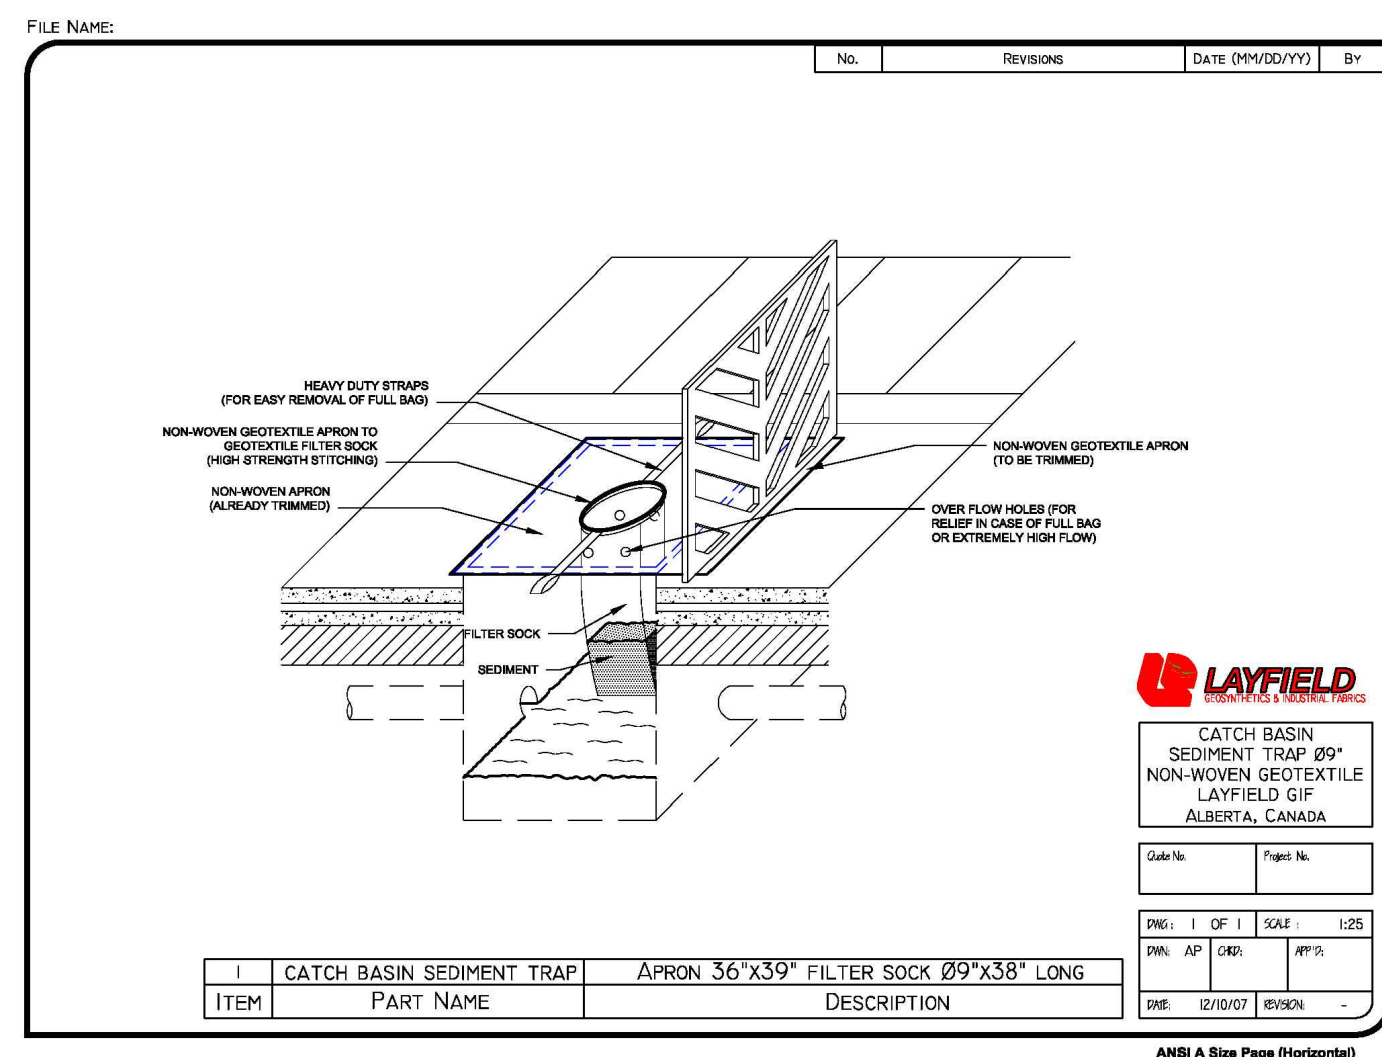 FILE NAME:
No. REVISIONS DATE (MM/DD/YY) BY
HEAVY DUTY STRAPS
(FOR EASY REMOVAL OF FULL BAG)
NON-WOVEN GEOTEXTILE APRON TO
GEOTEXTILE FILTER SOCK
(HIGH STRENGTH STITCHING)
NON-WOVEN APRON
(ALREADY TRIMMED)
NON-WOVEN GEOTEXTILE APRON
(TO BE TRIMMED)
OVER FLOW HOLES (FOR
RELIEF IN CASE OF FULL BAG
OR EXTREMELY HIGH FLOW)
FILTER SOCK
SEDIMENT
LAYFIELD
GEOSYNTHETICS & INDUSTRIAL FABRICS
CATCH BASIN
SEDIMENT TRAP Ø9"
NON-WOVEN GEOTEXTILE
LAYFIELD GIF
ALBERTA, CANADA
Quote No. Project No.
DWG: 1 OF 1 SCALE: 1:25
DWN: AP CHKD: APP'D:
DATE: 12/10/07 REVISION: -
1 CATCH BASIN SEDIMENT TRAP APRON 36"X39" FILTER SOCK Ø9"X38" LONG
ITEM PART NAME DESCRIPTION
ANSI A Size Page (Horizontal)